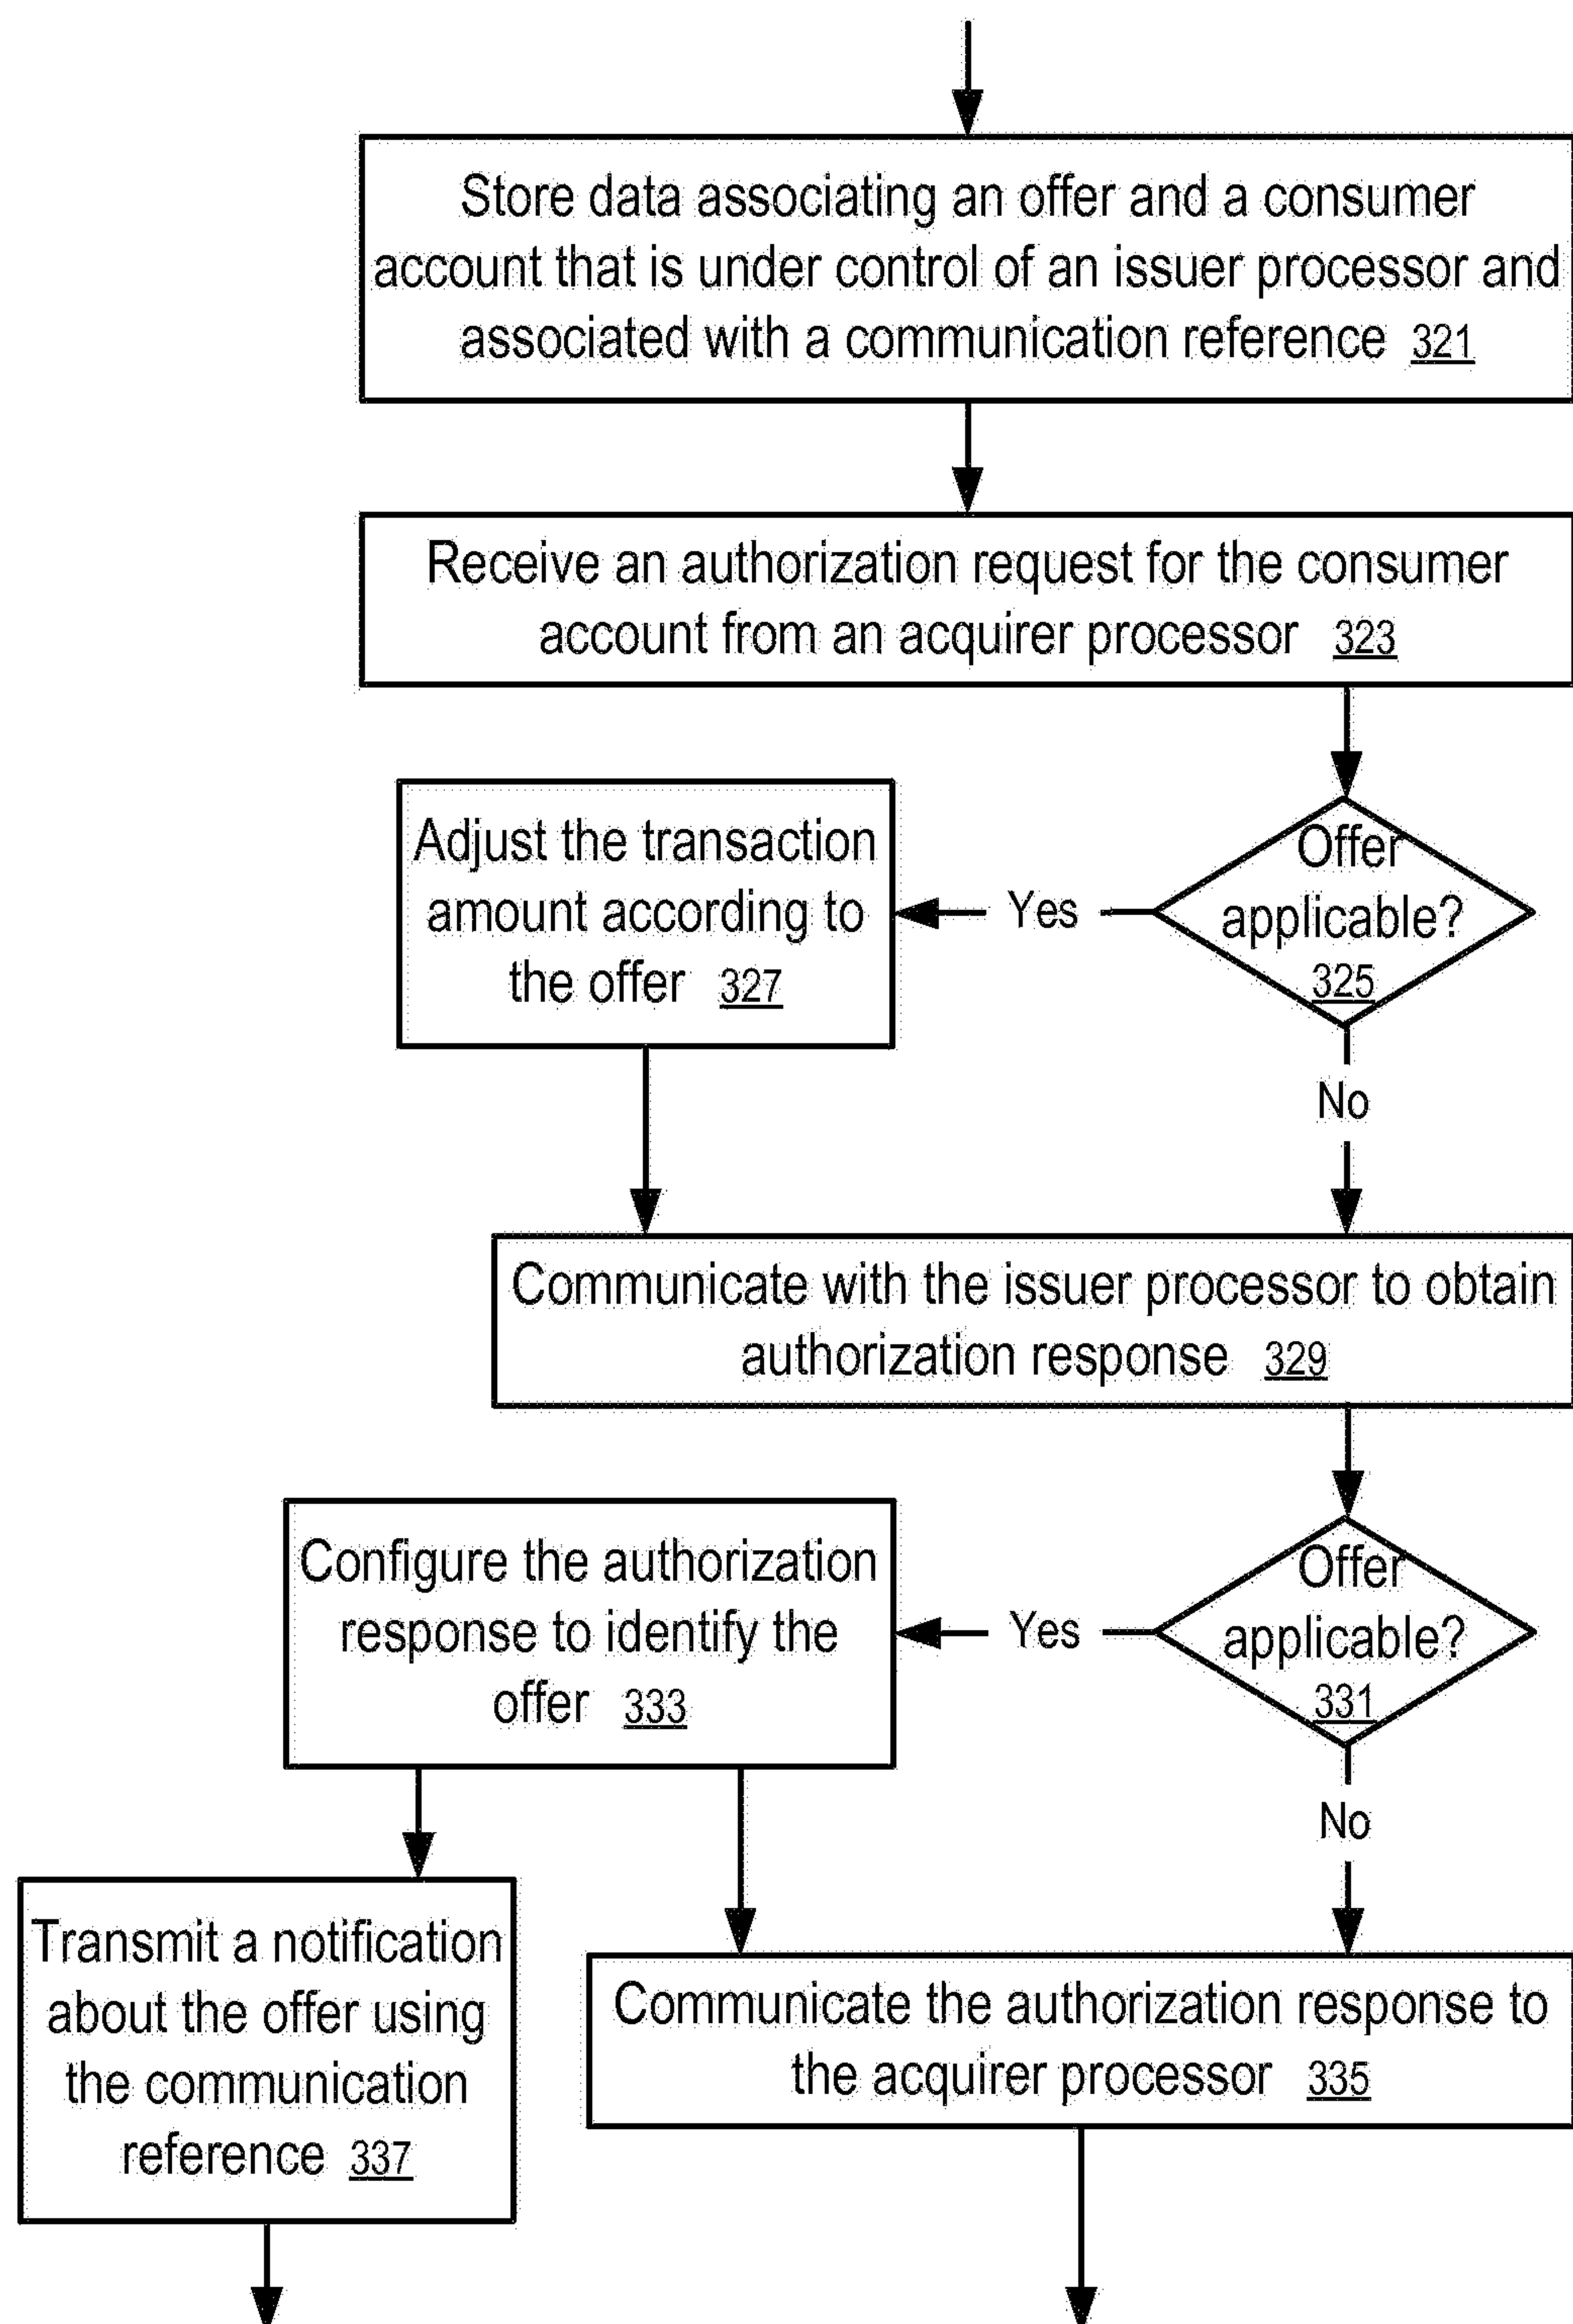 Store data associating an offer and a consumer
account that is under control of an issuer processor and
associated with a communication reference 321
Receive an authorization request for the consumer
account from an acquirer processor 323
Adjust the transaction
amount according to
the offer 327
Yes
Offer
applicable?
325
No
Communicate with the issuer processor to obtain
authorization response 329
Configure the authorization
response to identify the
offer 333
Yes
Offer
applicable?
331
No
Transmit a notification
about the offer using
the communication
reference 337
Communicate the authorization response to
the acquirer processor 335